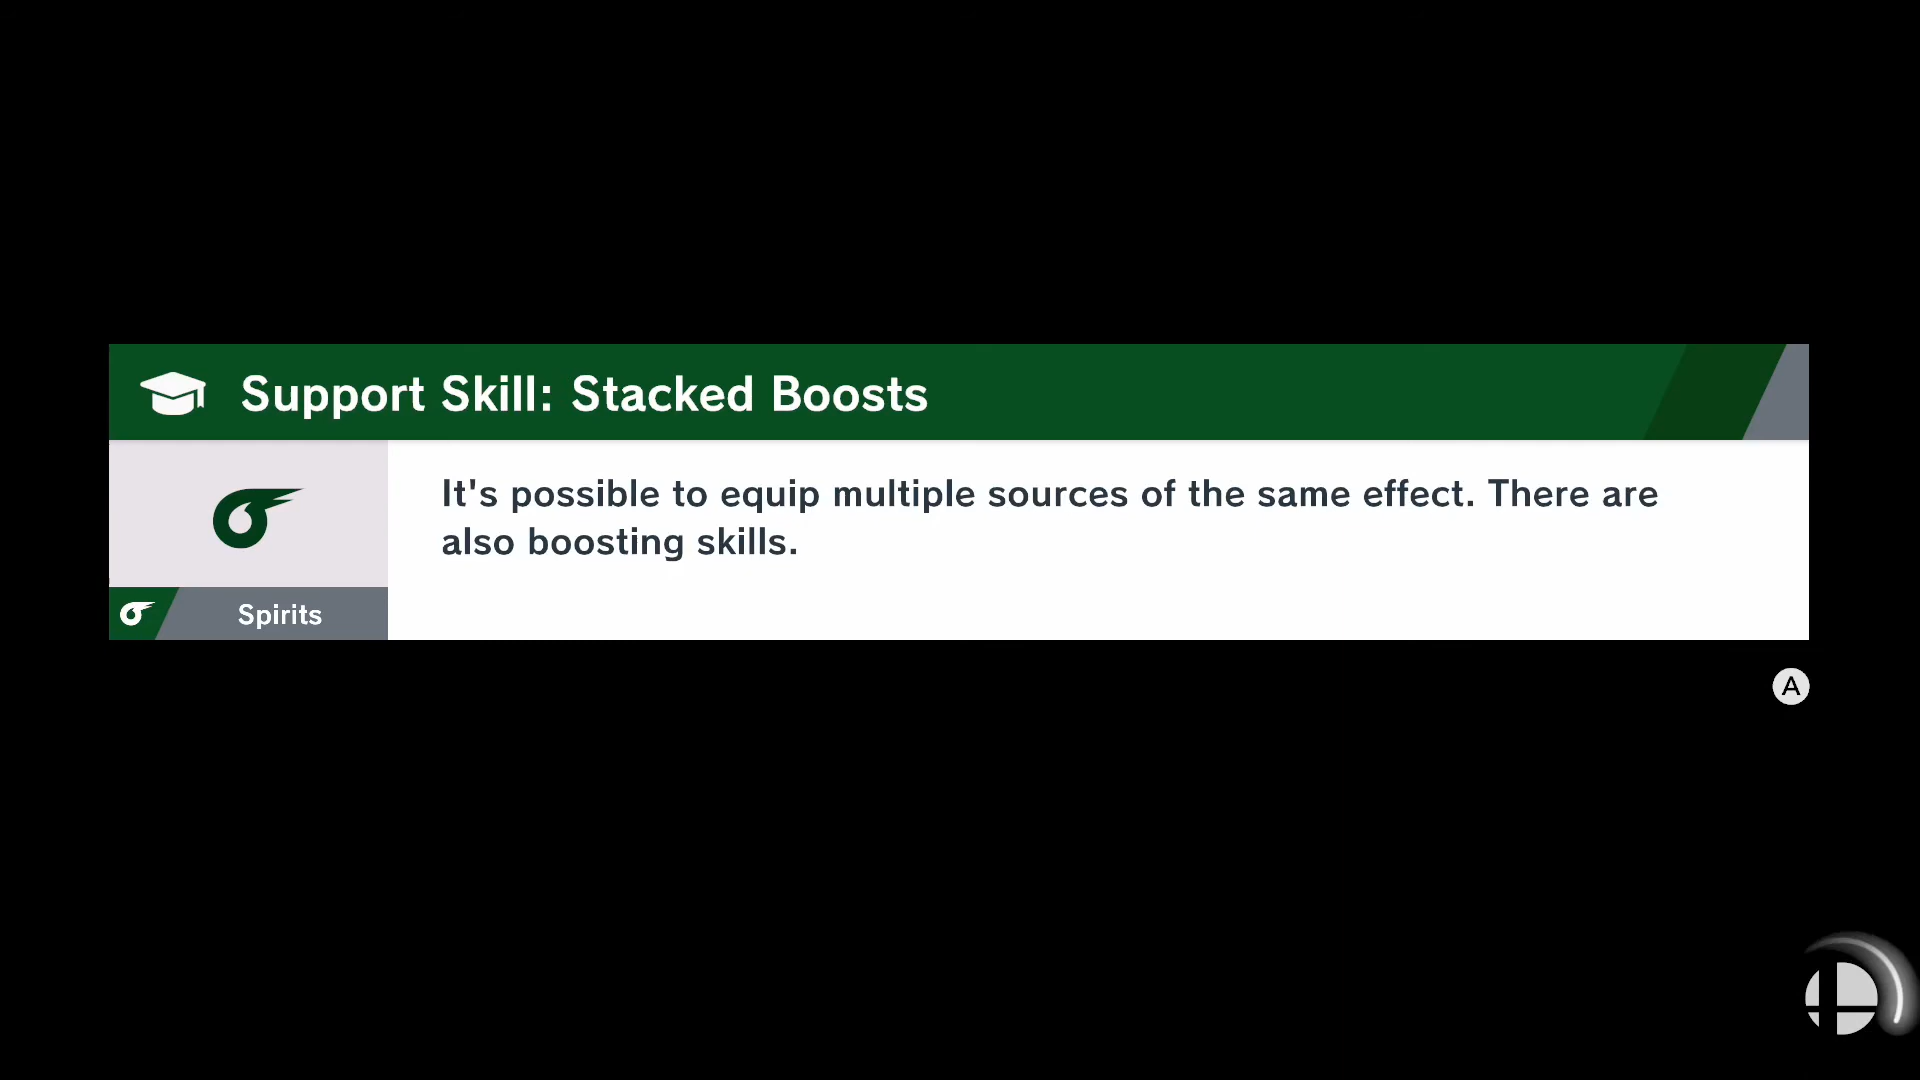 Support Skill: Stacked Boosts
It's possible to equip multiple sources of the same effect. There are
also boosting skills.
Spirits
A